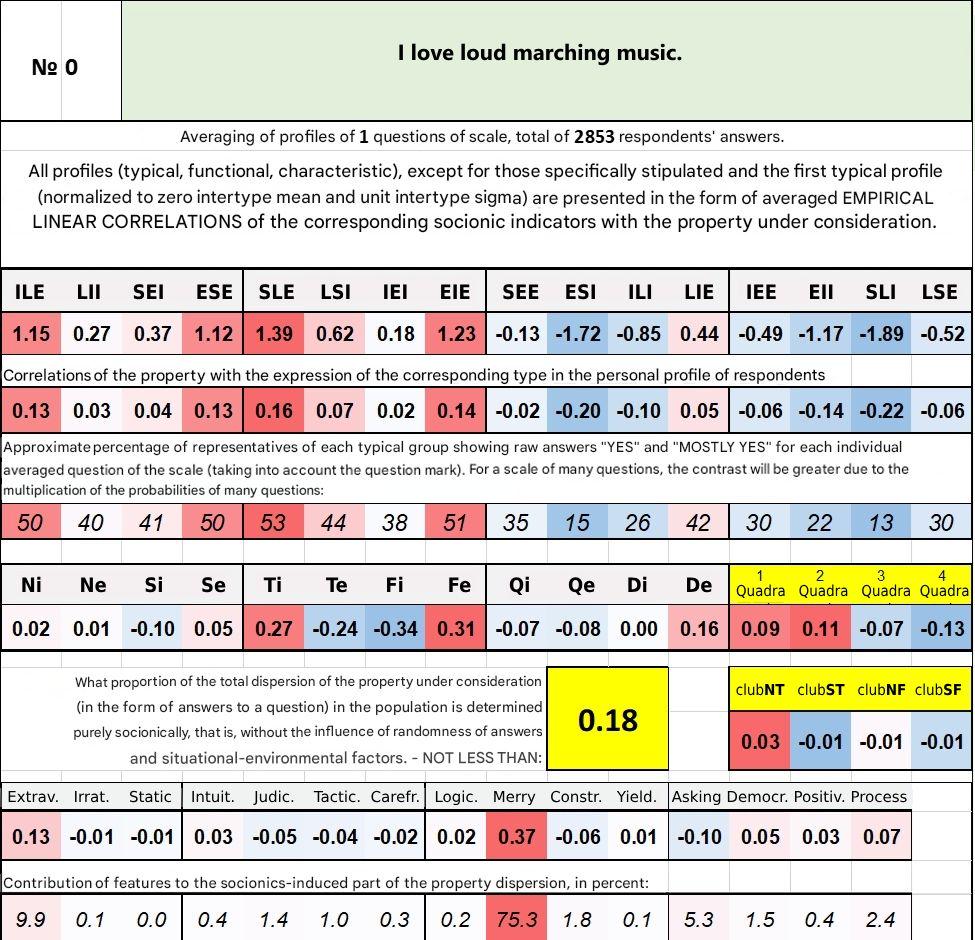 № 0
I love loud marching music.
Averaging of profiles of 1 questions of scale, total of 2853 respondents' answers.
All profiles (typical, functional, characteristic), except for those specifically stipulated and the first typical profile
(normalized to zero intertype mean and unit intertype sigma) are presented in the form of averaged EMPIRICAL
LINEAR CORRELATIONS of the corresponding socionic indicators with the property under consideration.
ILE LII SEI ESE SLE LSI IEI EIE SEE ESI ILI LIE IEE EII SLI LSE
1.15 0.27 0.37 1.12 1.39 0.62 0.18 1.23 -0.13 -1.72 -0.85 0.44 -0.49 -1.17 -1.89 -0.52
Correlations of the property with the expression of the corresponding type in the personal profile of respondents
0.13 0.03 0.04 0.13 0.16 0.07 0.02 0.14 -0.02 -0.20 -0.10 0.05 -0.06 -0.14 -0.22 -0.06
Approximate percentage of representatives of each typical group showing raw answers "YES" and "MOSTLY YES" for each individual
averaged question of the scale (taking into account the question mark). For a scale of many questions, the contrast will be greater due to the
multiplication of the probabilities of many questions:
50 40 41 50 53 44 38 51 35 15 26 42 30 22 13 30
Ni Ne Si Se Ti Te Fi Fe Qi Qe Di De 1 Quadra 2 Quadra 3 Quadra 4 Quadra
0.02 0.01 -0.10 0.05 0.27 -0.24 -0.34 0.31 -0.07 -0.08 0.00 0.16 0.09 0.11 -0.07 -0.13
What proportion of the total dispersion of the property under consideration
(in the form of answers to a question) in the population is determined
purely socionically, that is, without the influence of randomness of answers
and situational-environmental factors. - NOT LESS THAN:
0.18
clubNT clubST clubNF clubSF
0.03 -0.01 -0.01 -0.01
Extrav. Irrat. Static Intuit. Judic. Tactic. Carefr. Logic. Merry Constr. Yield. Asking Democr. Positiv. Process
0.13 -0.01 -0.01 0.03 -0.05 -0.04 -0.02 0.02 0.37 -0.06 0.01 -0.10 0.05 0.03 0.07
Contribution of features to the socionics-induced part of the property dispersion, in percent:
9.9 0.1 0.0 0.4 1.4 1.0 0.3 0.2 75.3 1.8 0.1 5.3 1.5 0.4 2.4